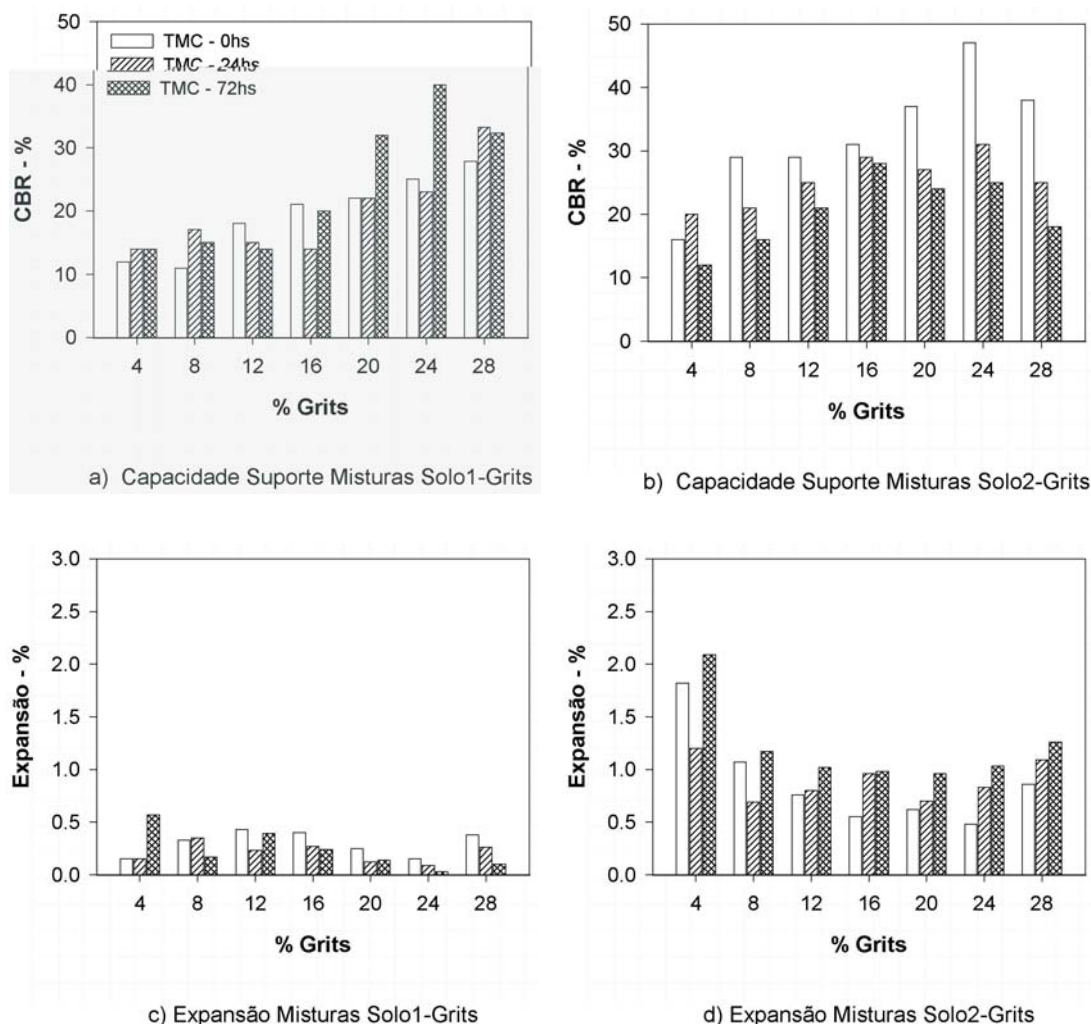 50
40
30
20
10
0
CBR - %
TMC - 0hs
TMC - 24hs
TMC - 72hs
4 8 12 16 20 24 28
% Grits
a) Capacidade Suporte Misturas Solo1-Grits
50
40
30
20
10
0
CBR - %
4 8 12 16 20 24 28
% Grits
b) Capacidade Suporte Misturas Solo2-Grits
3.0
2.5
2.0
1.5
1.0
0.5
0.0
Expansão - %
4 8 12 16 20 24 28
% Grits
c) Expansão Misturas Solo1-Grits
3.0
2.5
2.0
1.5
1.0
0.5
0.0
Expansão - %
4 8 12 16 20 24 28
% Grits
d) Expansão Misturas Solo2-Grits